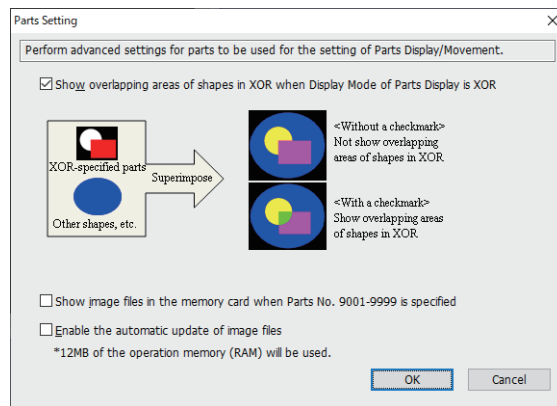 Parts Setting
Perform advanced settings for parts to be used for the setting of Parts Display/Movement.
Show overlapping areas of shapes in XOR when Display Mode of Parts Display is XOR
XOR-specified parts
Superimpose
Other shapes, etc.
<Without a checkmark>
Not show overlapping
areas of shapes in XOR
<With a checkmark>
Show overlapping areas
of shapes in XOR
Show image files in the memory card when Parts No. 9001-9999 is specified
Enable the automatic update of image files
*12MB of the operation memory (RAM) will be used.
OK
Cancel